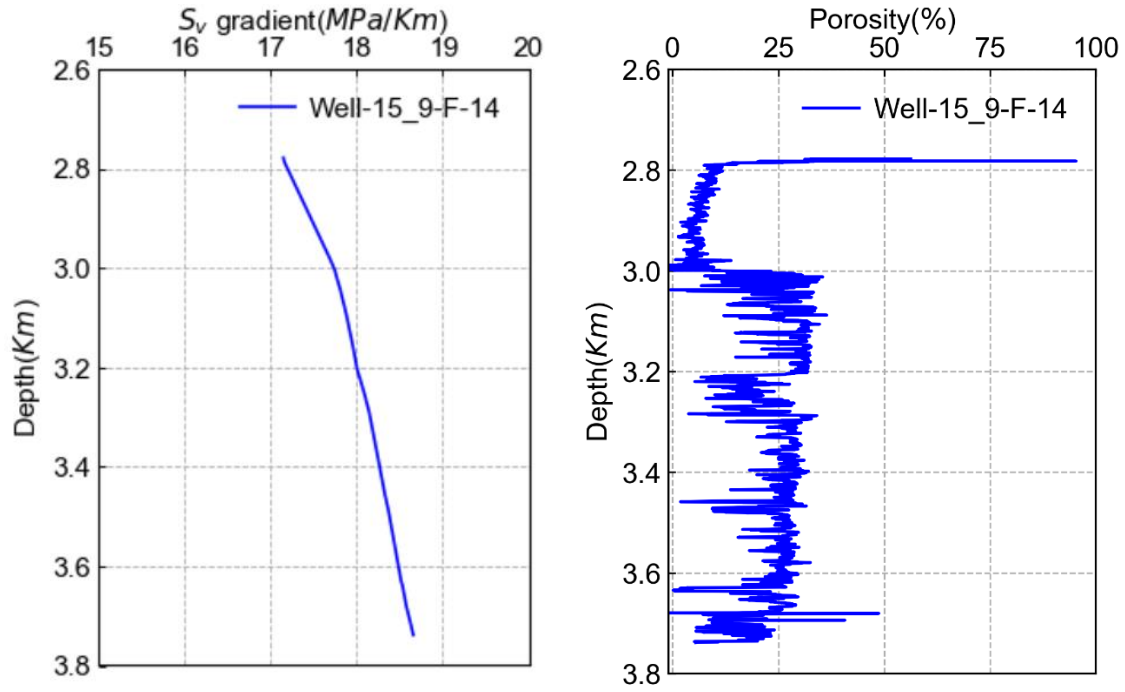 S_v gradient(MPa/Km)
15 16 17 18 19 20
2.6
Well-15_9-F-14
2.8
3.0
3.2
3.4
3.6
3.8
Depth(Km)
Porosity(%)
0 25 50 75 100
2.6
Well-15_9-F-14
2.8
3.0
3.2
3.4
3.6
3.8
Depth(Km)